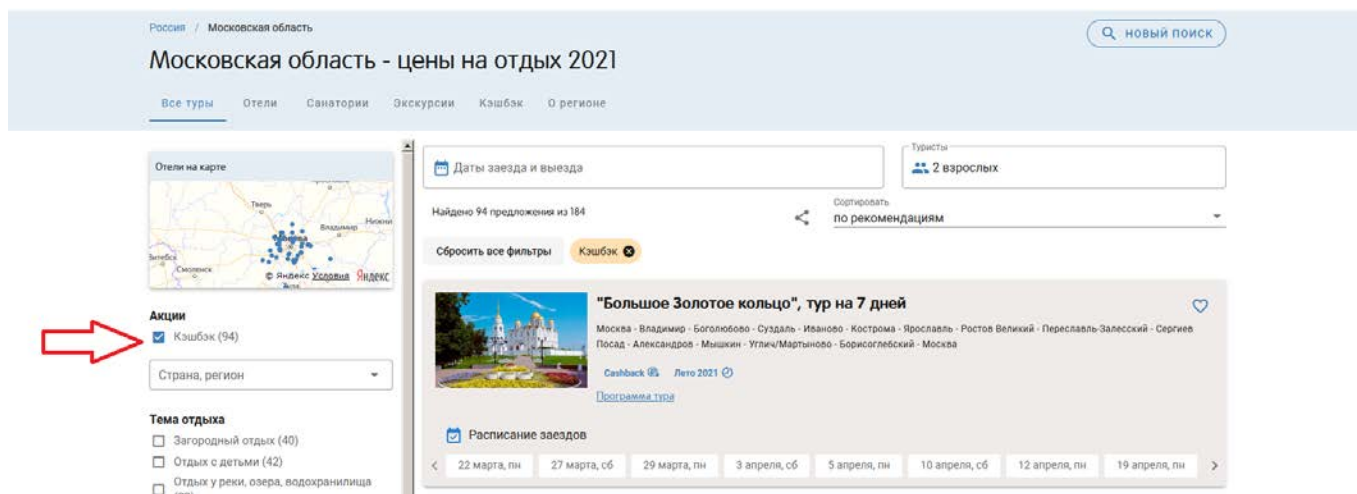 Россия / Московская область
НОВЫЙ ПОИСК
Московская область - цены на отдых 2021
Все туры Отели Санатории Экскурсии Кэшбэк О регионе
Отели на карте
Тверь
Владимир
Смоленск
© Яндекс Условия Яндекс
Акции
Кэшбэк (94)
Страна, регион
Тема отдыха
Загородный отдых (40)
Отдых с детьми (42)
Отдых у реки, озера, водохранилища
Даты заезда и выезда
Туристы
2 взрослых
Найдено 94 предложения из 184
Сортировать
по рекомендациям
Сбросить все фильтры
Кэшбэк
"Большое Золотое кольцо", тур на 7 дней
Москва - Владимир - Боголюбово - Суздаль - Иваново - Кострома - Ярославль - Ростов Великий - Переславль-Залесский - Сергиев
Посад - Александров - Мышкин - Углич/Мартыново - Борисоглебский - Москва
Cashback Лето 2021
Программа тура
Расписание заездов
22 марта, пн 27 марта, сб 29 марта, пн 3 апреля, сб 5 апреля, пн 10 апреля, сб 12 апреля, пн 19 апреля, пн